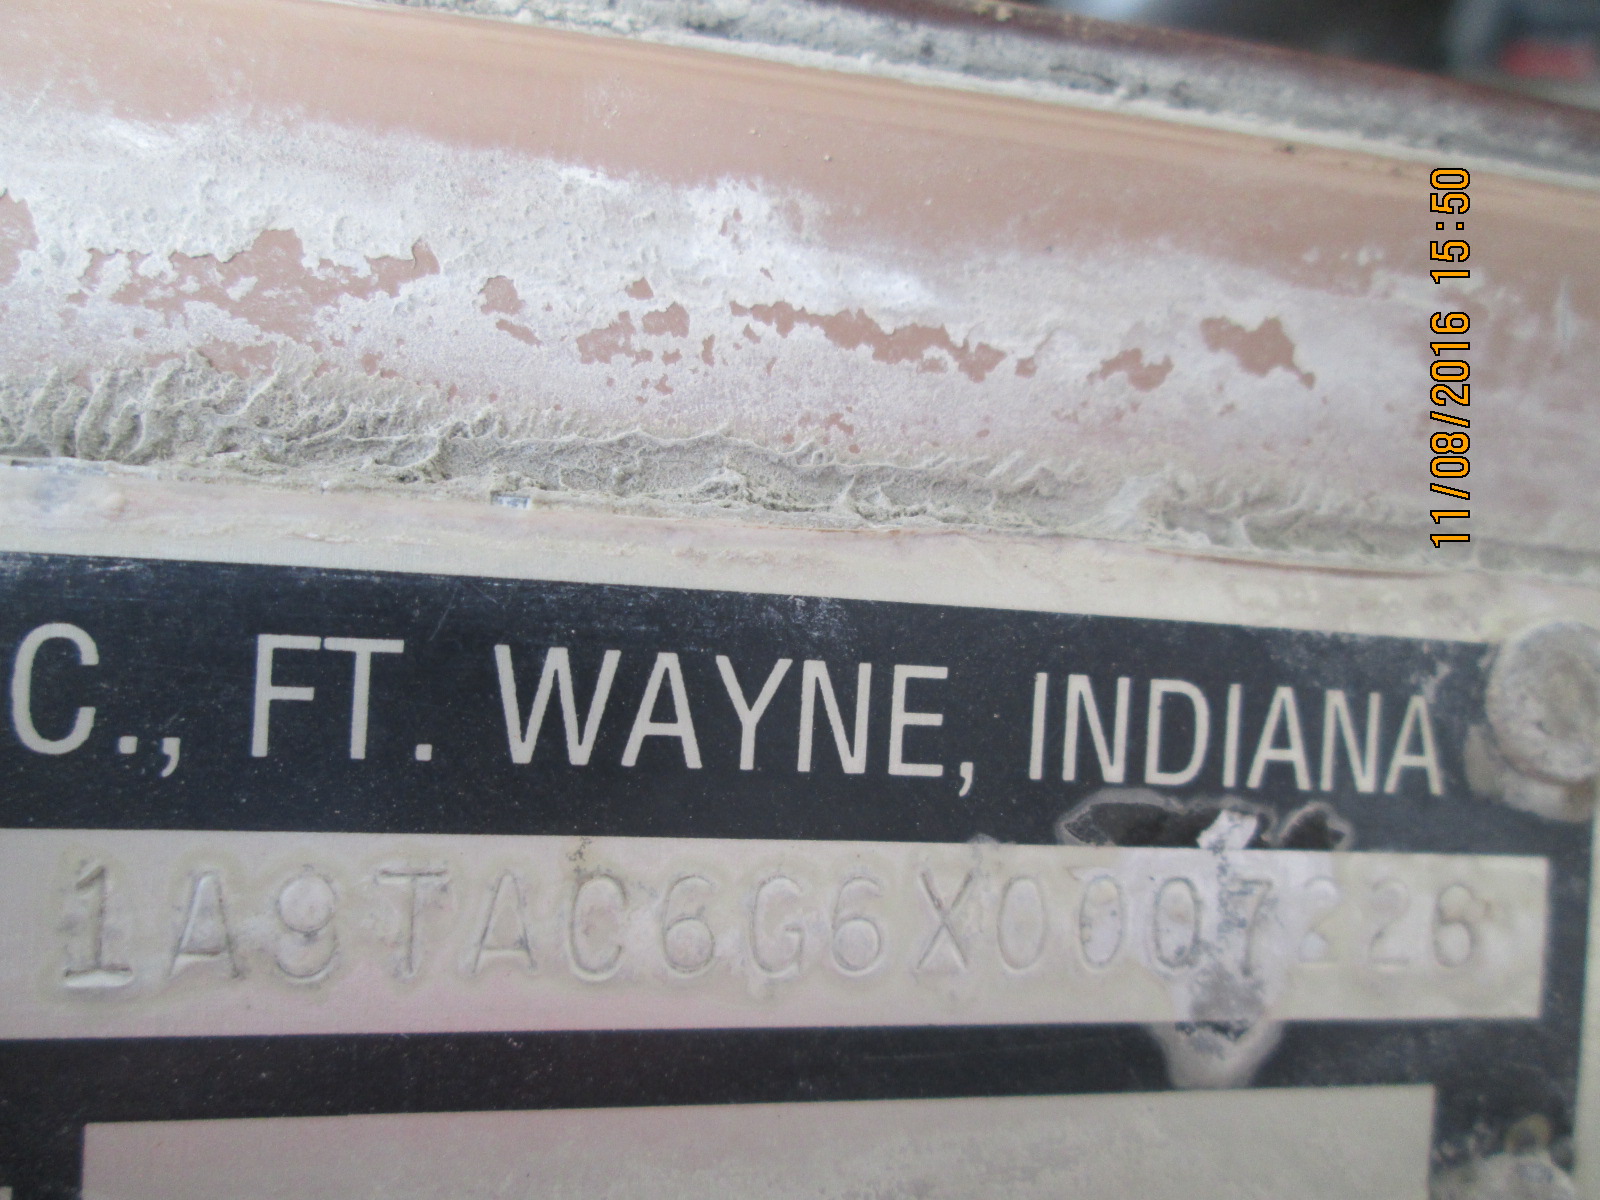 C., FT. WAYNE, INDIANA
1A9TAC6G6X0007226
11/08/2016 15:50